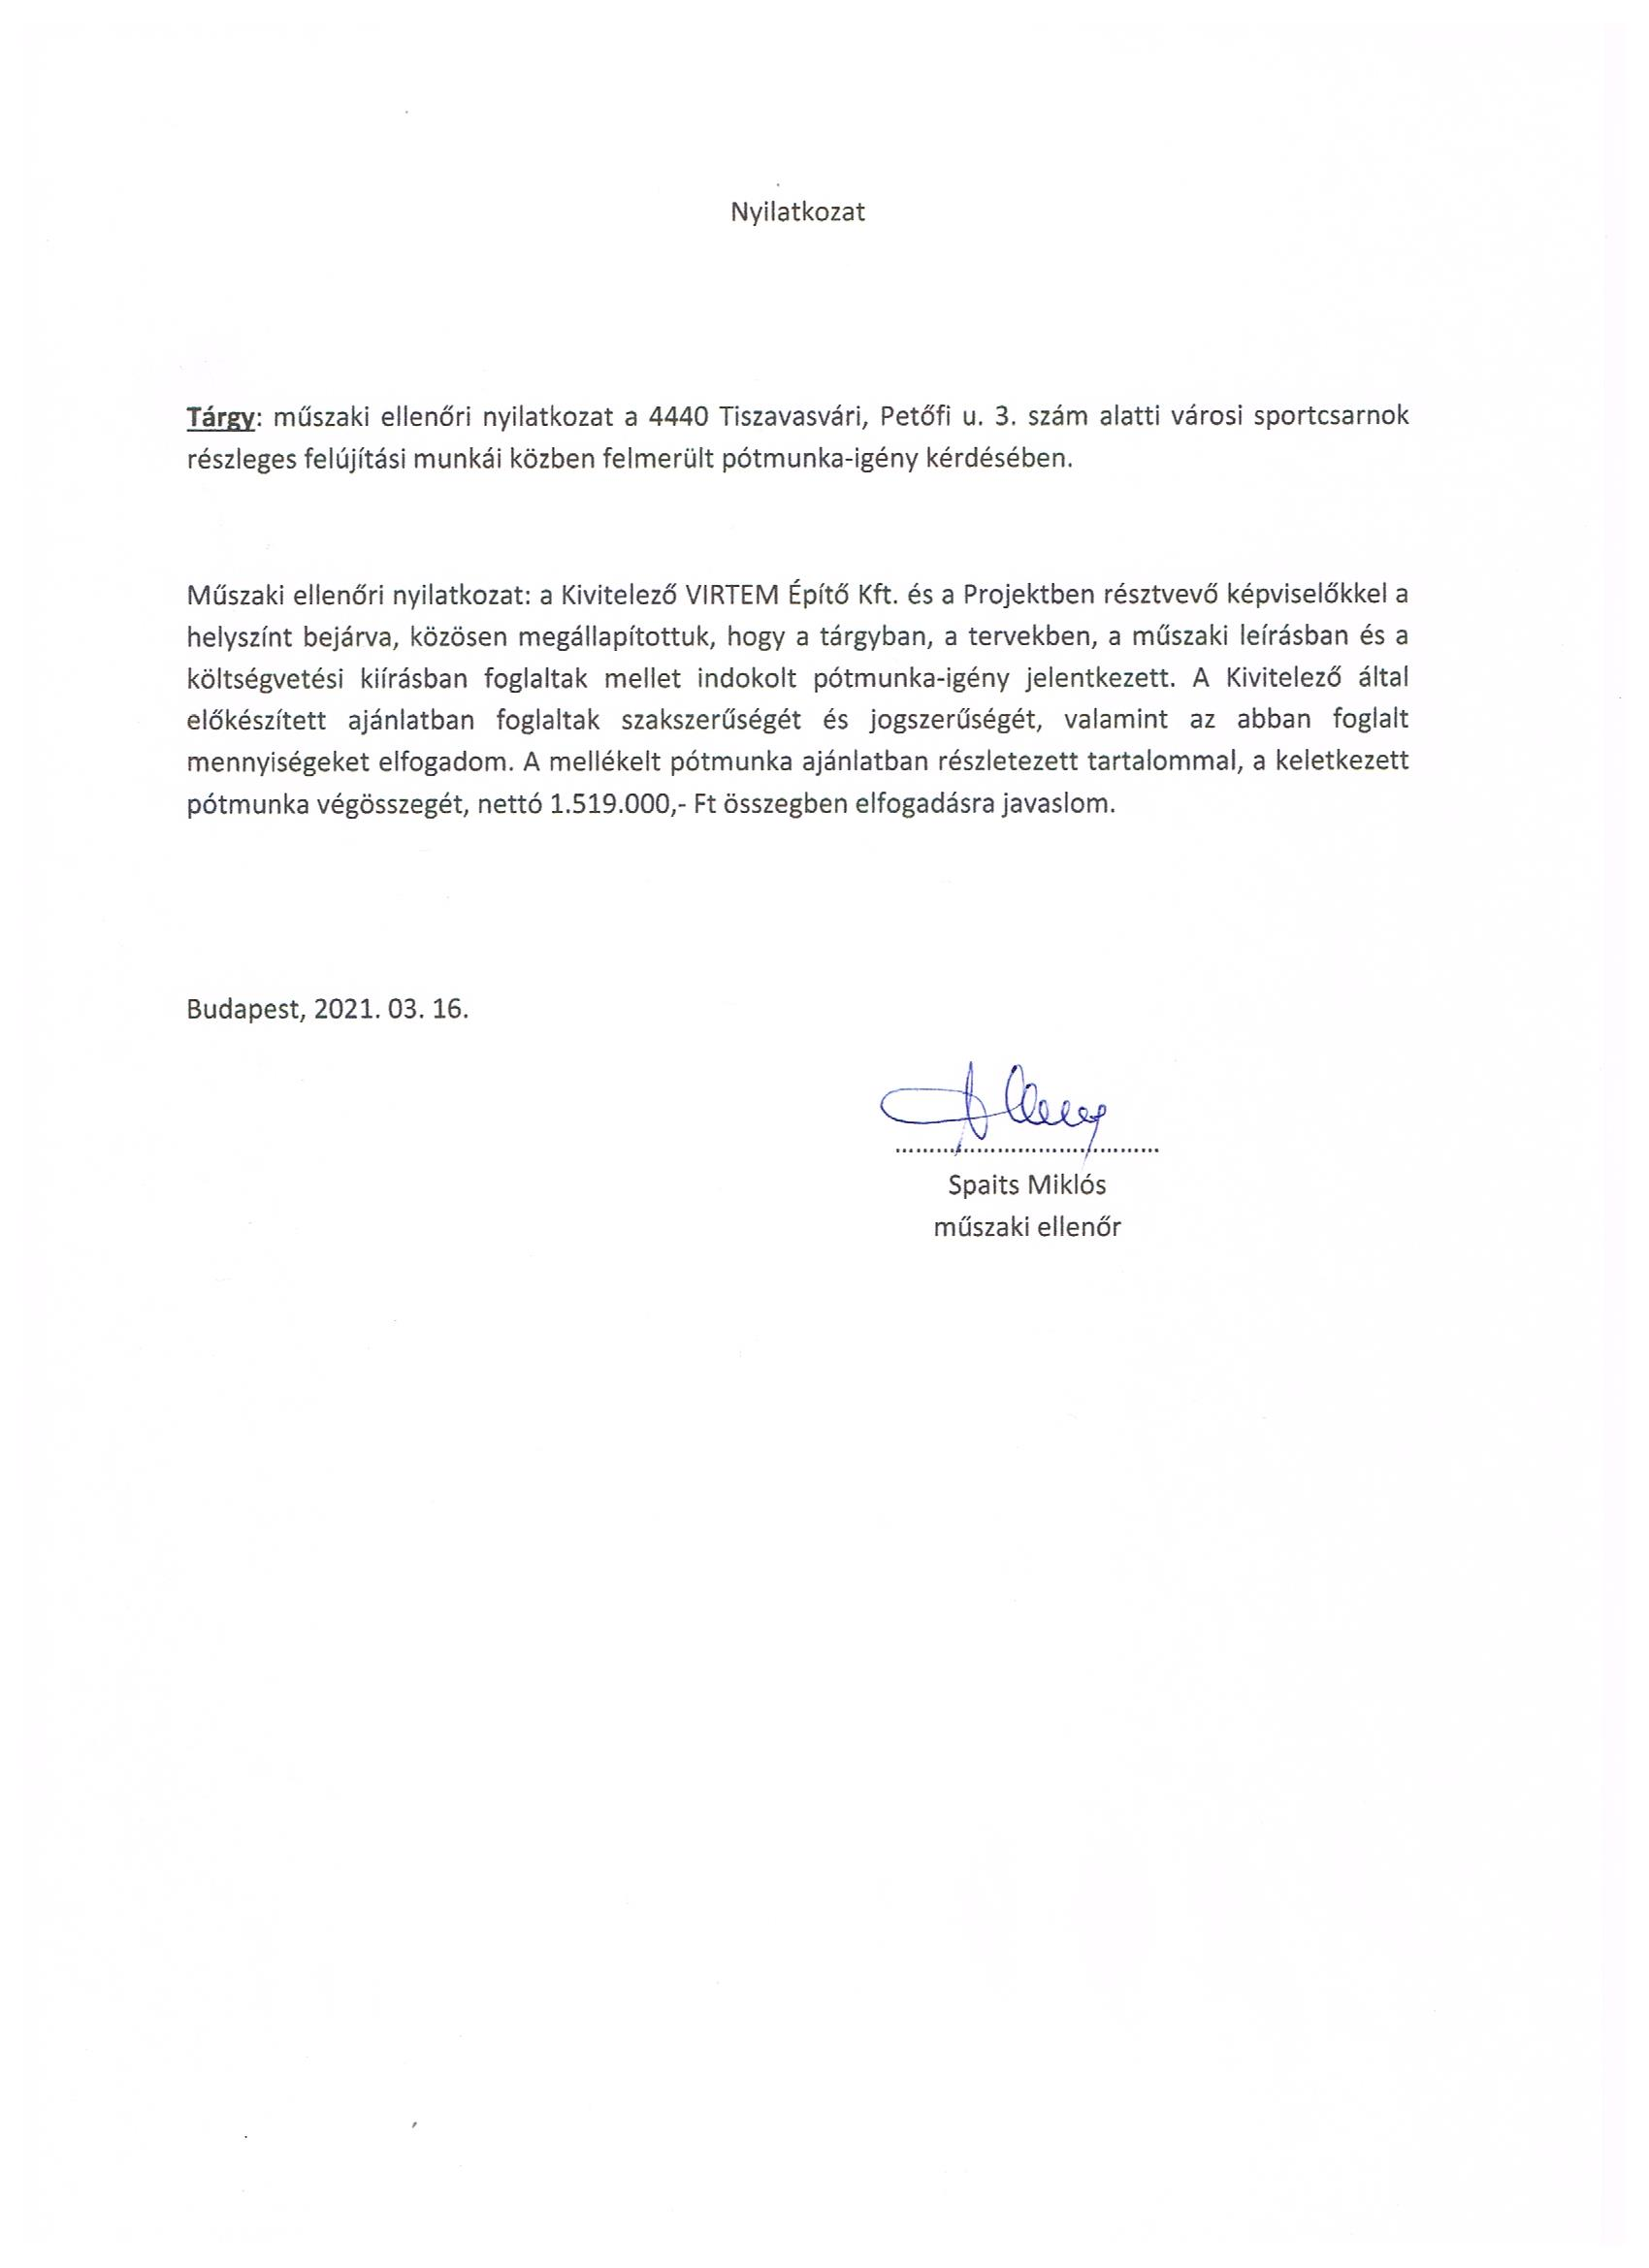 Nyilatkozat
Tárgy: műszaki ellenőri nyilatkozat a 4440 Tiszavasvári, Petőfi u. 3. szám alatti városi sportcsarnok
részleges felújítási munkái közben felmerült pótmunka-igény kérdésében.
Műszaki ellenőri nyilatkozat: a Kivitelező VIRTEM Építő Kft. és a Projektben résztvevő képviselőkkel a
helyszínt bejárva, közösen megállapítottuk, hogy a tárgyban, a tervekben, a műszaki leírásban és a
költségvetési kiírásban foglaltak mellet indokolt pótmunka-igény jelentkezett. A Kivitelező által
előkészített ajánlatban foglaltak szakszerűségét és jogszerűségét, valamint az abban foglalt
mennyiségeket elfogadom. A mellékelt pótmunka ajánlatban részletezett tartalommal, a keletkezett
pótmunka végösszegét, nettó 1.519.000,- Ft összegben elfogadásra javaslom.
Budapest, 2021. 03. 16.
Spaits Miklós
műszaki ellenőr